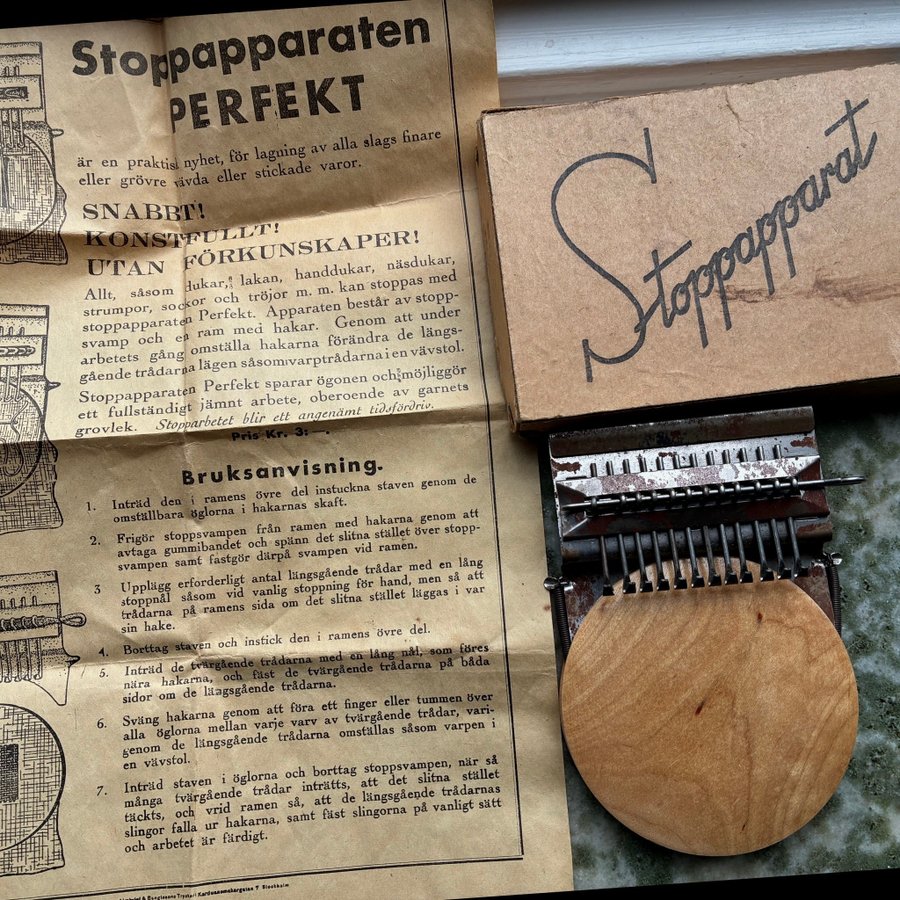 Stoppapparaten
PERFEKT
är en praktisk nyhet, för lagning av alla slags finare
eller grövre vävda eller stickade varor.
SNABBT!
KONSTFULLT!
UTAN FÖRKUNSKAPER!
Allt, såsom dukar, lakan, handdukar, näsdukar,
strumpor, sockor och tröjor m. m. kan stoppas med
stoppapparaten Perfekt. Apparaten består av stopp-
svamp och en ram med hakar. Genom att under
arbetets gång omställa hakarna förändra de längs-
gående trådarna lägen såsom varptrådarna i en vävstol.
Stoppapparaten Perfekt sparar ögonen och möjliggör
ett fullständigt jämnt arbete, oberoende av garnets
grovlek. Stopparbetet blir ett angenämt tidsfördriv.
Pris Kr. 3:—.
Bruksanvisning.
1. Inträd den i ramens övre del instuckna staven genom de
omställbara öglorna i hakarnas skaft.
2. Frigör stoppsvampen från ramen med hakarna genom att
avtaga gummibandet och spänn det slitna stället över stopp-
svampen samt fastgör därpå svampen vid ramen.
3 Upplägg erforderligt antal längsgående trådar med en lång
stoppnål såsom vid vanlig stoppning för hand, men så att
trådarna på ramens sida om det slitna stället läggas i var
sin hake.
4. Borttag staven och instick den i ramens övre del.
5. Inträd de tvärgående trådarna med en lång nål, som föres
nära hakarna, och fäst de tvärgående trådarna på båda
sidor om de längsgående trådarna.
6. Sväng hakarna genom att föra ett finger eller tummen över
alla öglorna mellan varje varv av tvärgående trådar, vari-
genom de längsgående trådarna omställas såsom varpen i
en vävstol.
7. Inträd staven i öglorna och borttag stoppsvampen, när så
många tvärgående trådar inträtts, att det slitna stället
täckts, och vrid ramen så, att de längsgående trådarnas
slingor falla ur hakarna, samt fäst slingorna på vanligt sätt
och arbetet är färdigt.
Tryckeri Karduansmakargatan 7 Stockholm
Stoppapparat